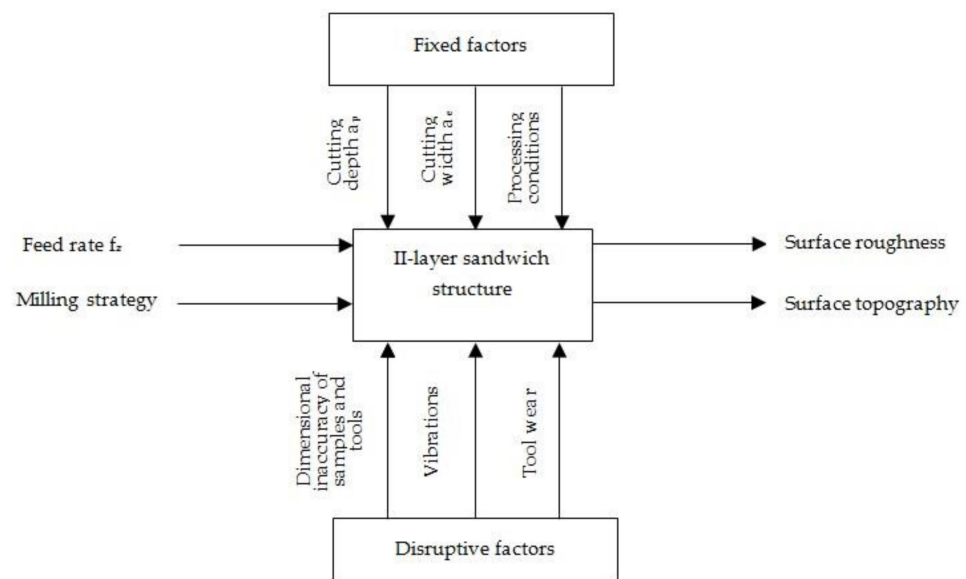 Fixed factors
Cutting
depth aₚ
Cutting
width aₑ
Processing
conditions
Feed rate f_z
Milling strategy
II-layer sandwich
structure
Surface roughness
Surface topography
Dimensional
inaccuracy of
samples and
tools
Vibrations
Tool wear
Disruptive factors